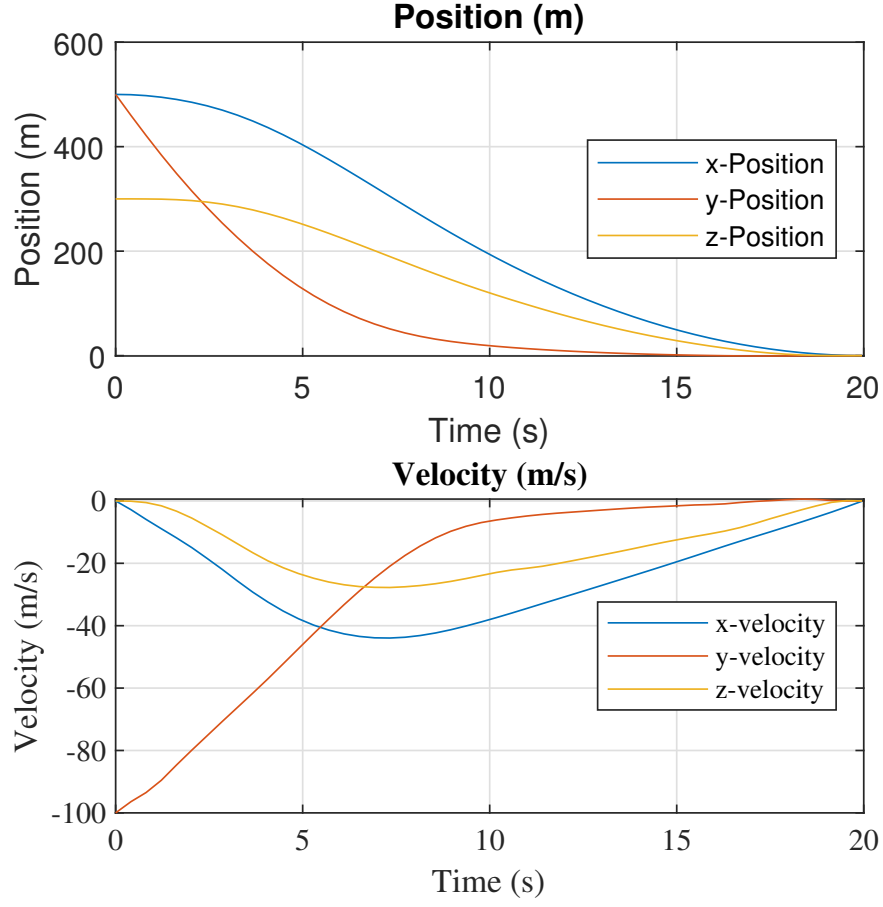 Position (m)
600
400
200
0
Position (m)
x-Position
y-Position
z-Position
0 5 10 15 20
Time (s)
Velocity (m/s)
0
-20
-40
-60
-80
-100
Velocity (m/s)
x-velocity
y-velocity
z-velocity
0 5 10 15 20
Time (s)